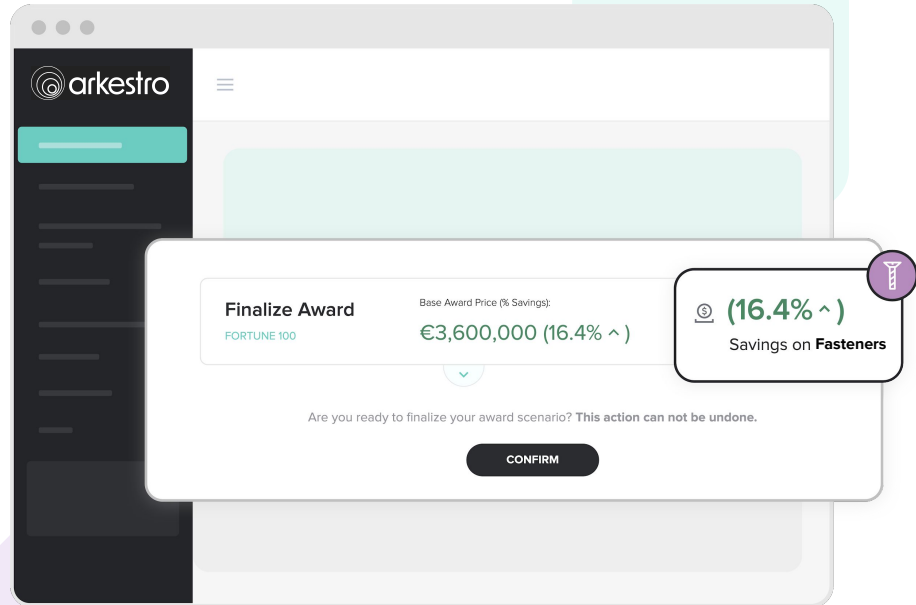 arkestro
Finalize Award
FORTUNE 100
Base Award Price (% Savings):
€3,600,000 (16.4% ^ )
(16.4% ^ )
Savings on Fasteners
Are you ready to finalize your award scenario? This action can not be undone.
CONFIRM